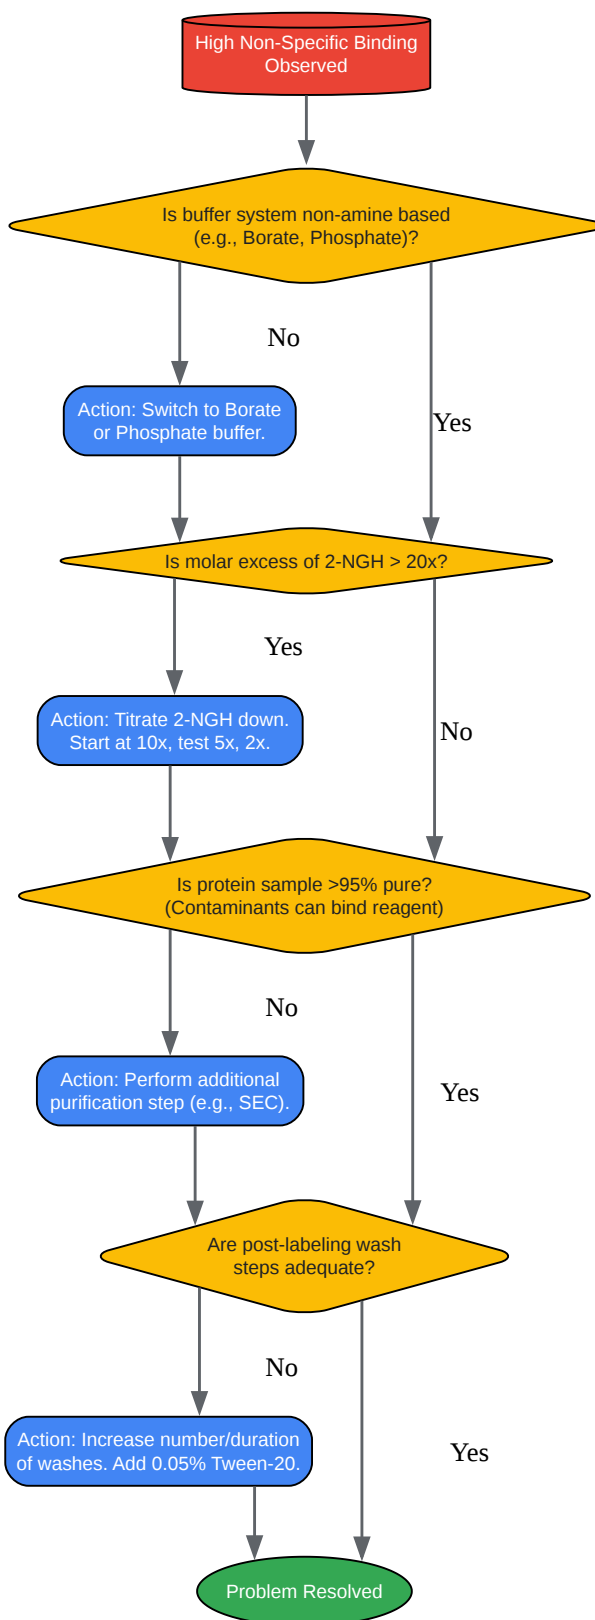 High Non-Specific Binding
Observed
Is buffer system non-amine based
(e.g., Borate, Phosphate)?
No
Action: Switch to Borate
or Phosphate buffer.
Yes
Is molar excess of 2-NGH > 20x?
Yes
Action: Titrate 2-NGH down.
Start at 10x, test 5x, 2x.
No
Is protein sample >95% pure?
(Contaminants can bind reagent)
No
Action: Perform additional
purification step (e.g., SEC).
Yes
Are post-labeling wash
steps adequate?
No
Action: Increase number/duration
of washes. Add 0.05% Tween-20.
Yes
Problem Resolved